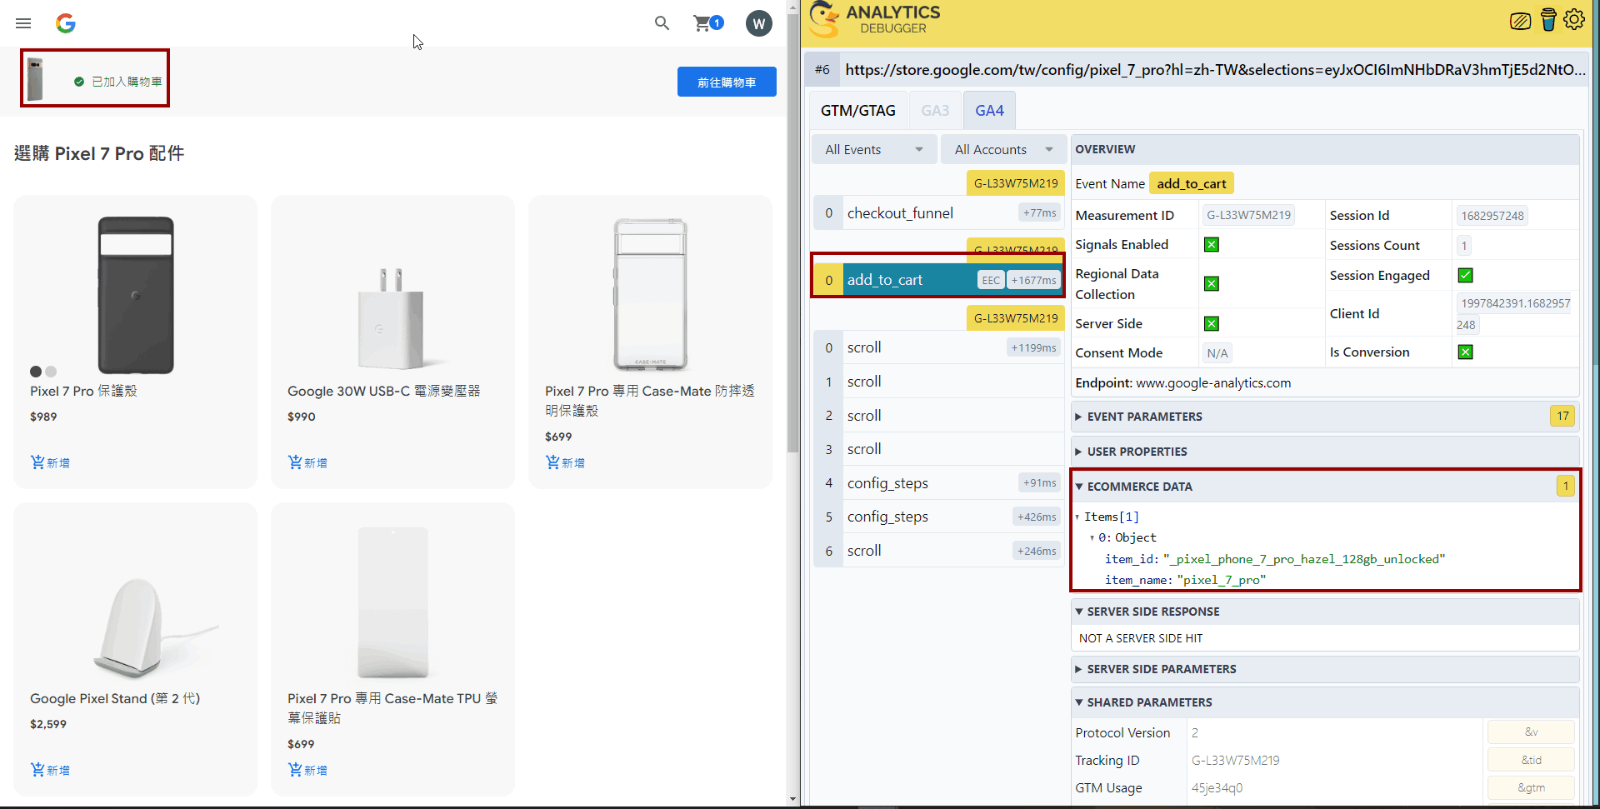 W
1
已加入購物車
前往購物車
選購 Pixel 7 Pro 配件
Pixel 7 Pro 保護殼
$989
新增
Google 30W USB-C 電源變壓器
$990
新增
CASE-MATE
Pixel 7 Pro 專用 Case-Mate 防摔透
明保護殼
$699
新增
Google Pixel Stand (第 2 代)
$2,599
新增
Pixel 7 Pro 專用 Case-Mate TPU 螢
幕保護貼
$699
新增
ANALYTICS
DEBUGGER
#6 https://store.google.com/tw/config/pixel_7_pro?hl=zh-TW&selections=eyJxOCI6ImNHbDRaV3hmTjE5d2NtO...
GTM/GTAG GA3 GA4
All Events All Accounts
G-L33W75M219
0 checkout_funnel +77ms
G-L33W75M219
0 add_to_cart EEC +1677ms
G-L33W75M219
0 scroll +1199ms
1 scroll
2 scroll
3 scroll
4 config_steps +91ms
5 config_steps +426ms
6 scroll +246ms
OVERVIEW
Event Name add_to_cart
Measurement ID G-L33W75M219
Signals Enabled
Regional Data
Collection
Server Side
Consent Mode N/A
Session Id 1682957248
Sessions Count 1
Session Engaged
Client Id 1997842391.1682957
248
Is Conversion
Endpoint: www.google-analytics.com
EVENT PARAMETERS 17
USER PROPERTIES
ECOMMERCE DATA 1
Items[1]
0: Object
item_id: "_pixel_phone_7_pro_hazel_128gb_unlocked"
item_name: "pixel_7_pro"
SERVER SIDE RESPONSE
NOT A SERVER SIDE HIT
SERVER SIDE PARAMETERS
SHARED PARAMETERS
Protocol Version 2 &v
Tracking ID G-L33W75M219 &tid
GTM Usage 45je34q0 &gtm